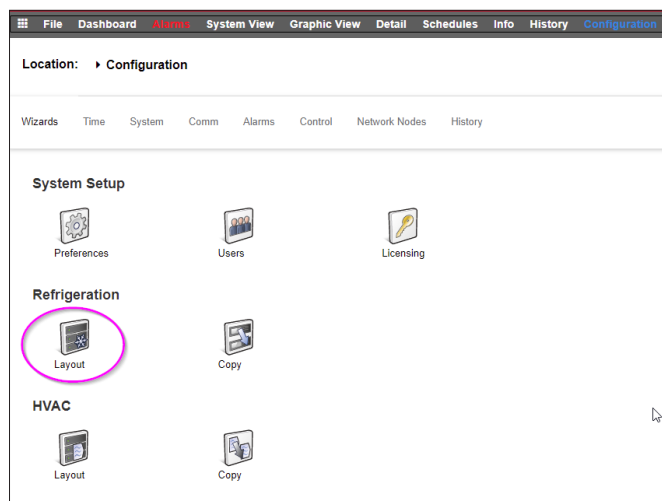 File Dashboard Alarms System View Graphic View Detail Schedules Info History Configuration
Location: Configuration
Wizards Time System Comm Alarms Control Network Nodes History
System Setup
Preferences Users Licensing
Refrigeration
Layout Copy
HVAC
Layout Copy